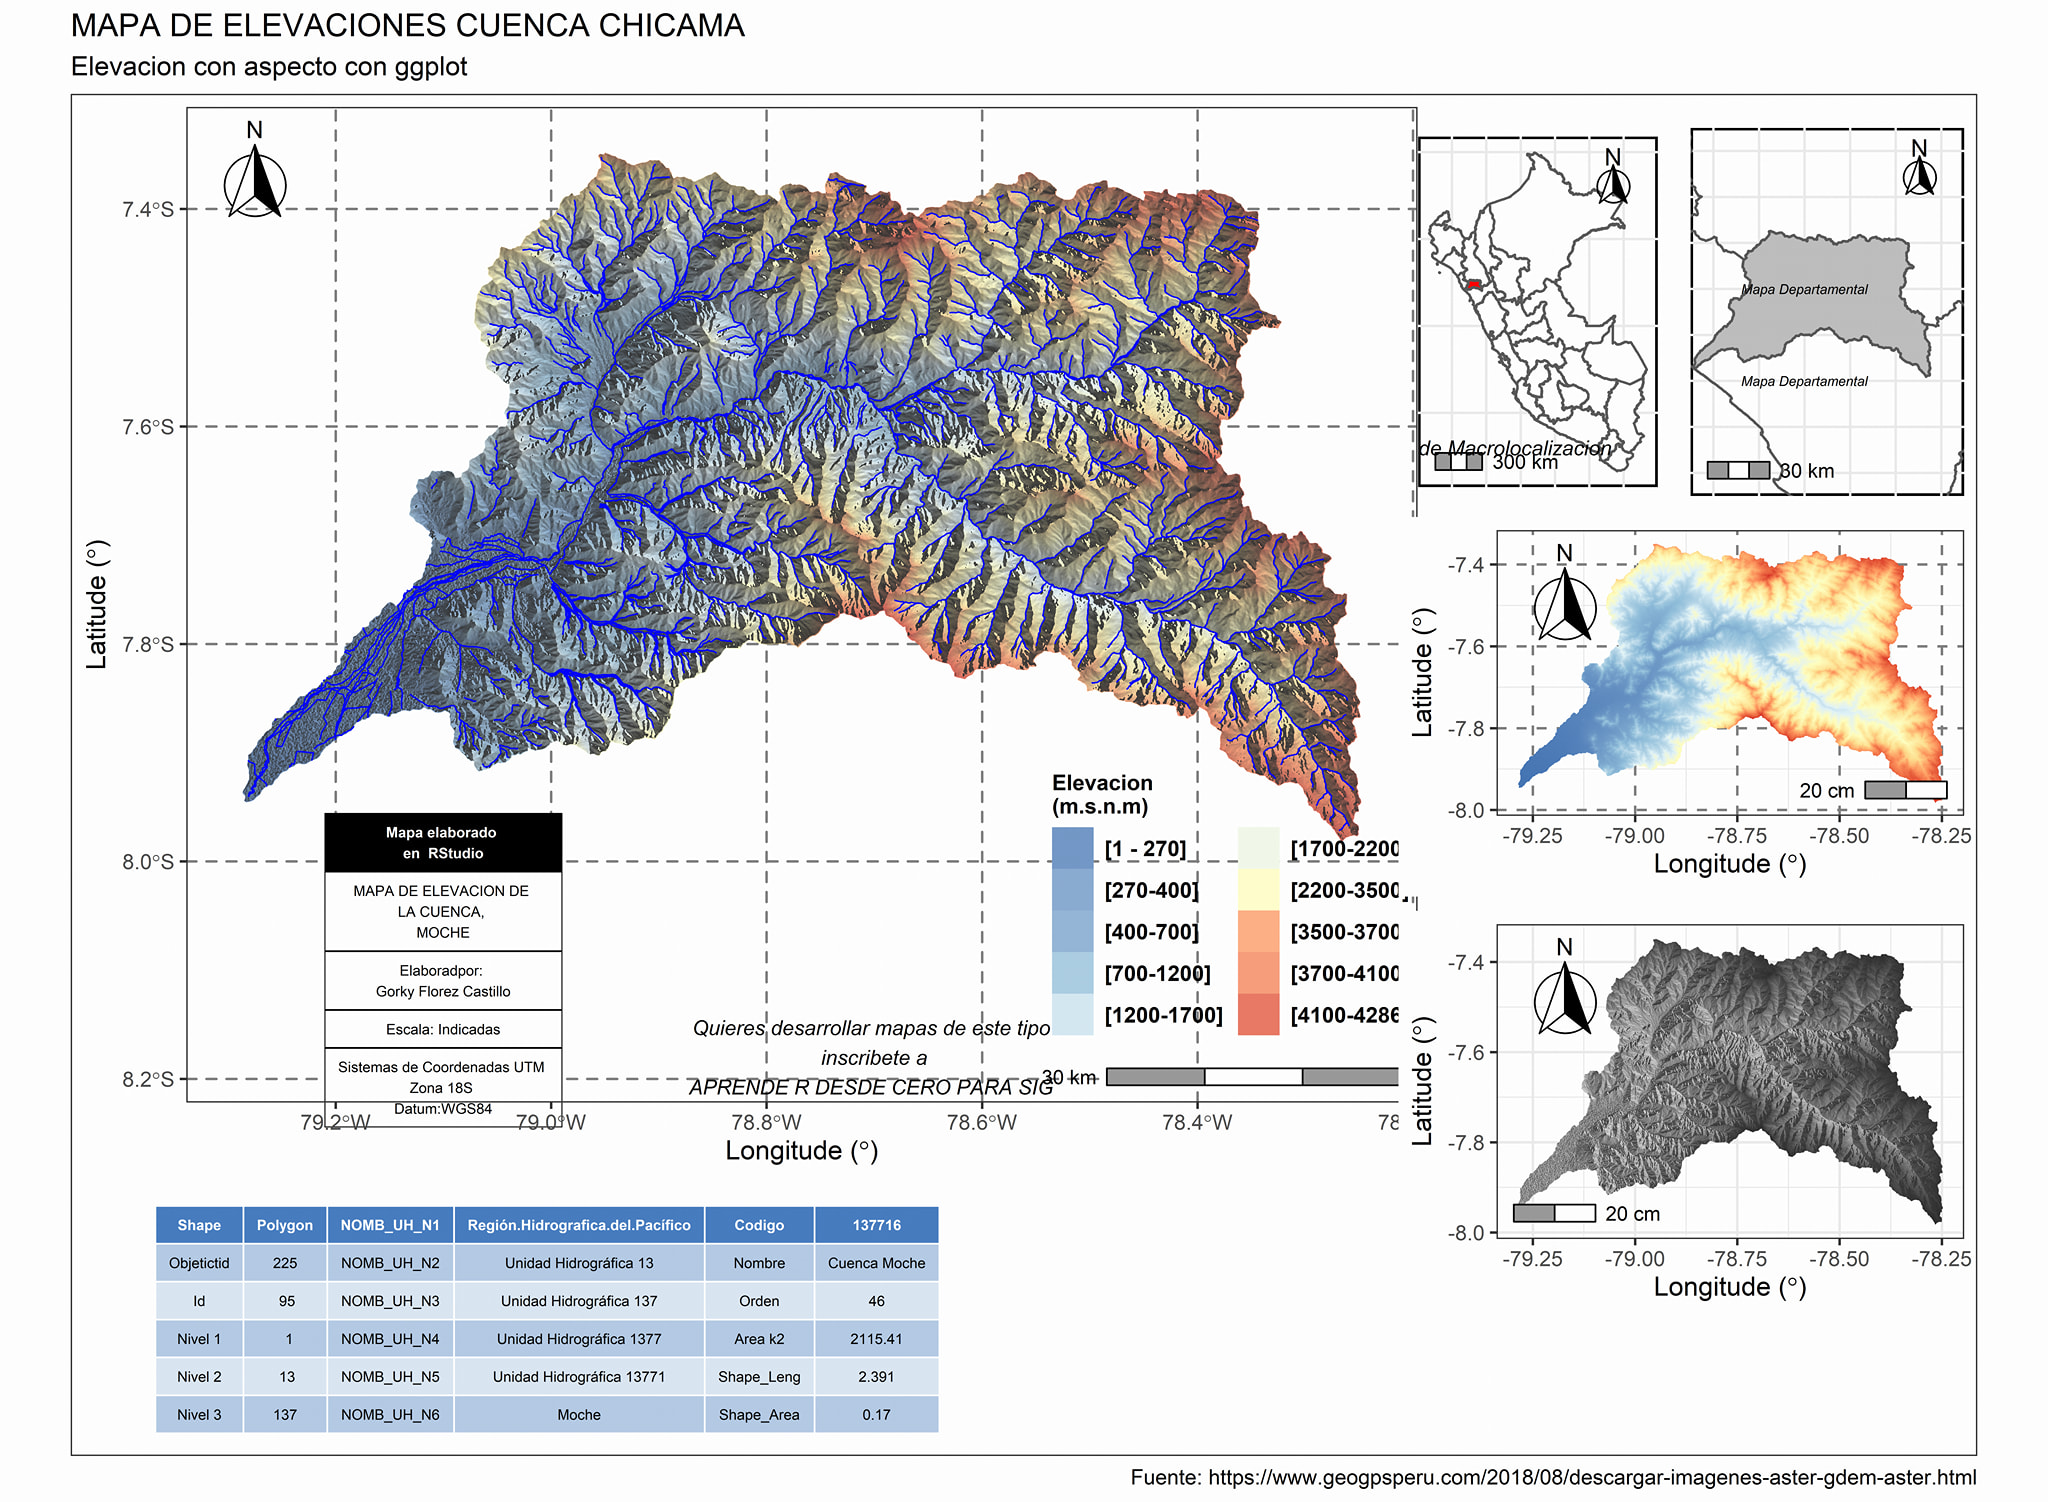 MAPA DE ELEVACIONES CUENCA CHICAMA
Elevacion con aspecto con ggplot
N
7.4°S
7.6°S
7.8°S
8.0°S
8.2°S
Latitude (°)
79.2°W
79.0°W
78.8°W
78.6°W
78.4°W
78
Longitude (°)
Mapa elaborado
en RStudio
MAPA DE ELEVACION DE
LA CUENCA,
MOCHE
Elaboradpor:
Gorky Florez Castillo
Escala: Indicadas
Sistemas de Coordenadas UTM
Zona 18S
Datum:WGS84
Quieres desarrollar mapas de este tipo
inscribete a
APRENDE R DESDE CERO PARA SIG
Elevacion
(m.s.n.m)
[1 - 270]
[270-400]
[400-700]
[700-1200]
[1200-1700]
[1700-2200
[2200-3500
[3500-3700
[3700-4100
[4100-4286
30 km
N
de Macrolocalizacion
300 km
N
Mapa Departamental
Mapa Departamental
30 km
N
-7.4
-7.6
-7.8
-8.0
Latitude (°)
20 cm
-79.25
-79.00
-78.75
-78.50
-78.25
Longitude (°)
N
-7.4
-7.6
-7.8
-8.0
Latitude (°)
20 cm
-79.25
-79.00
-78.75
-78.50
-78.25
Longitude (°)
Shape Polygon NOMB_UH_N1 Región.Hidrografica.del.Pacífico Codigo 137716
Objetictid 225 NOMB_UH_N2 Unidad Hidrográfica 13 Nombre Cuenca Moche
Id 95 NOMB_UH_N3 Unidad Hidrográfica 137 Orden 46
Nivel 1 1 NOMB_UH_N4 Unidad Hidrográfica 1377 Area k2 2115.41
Nivel 2 13 NOMB_UH_N5 Unidad Hidrográfica 13771 Shape_Leng 2.391
Nivel 3 137 NOMB_UH_N6 Moche Shape_Area 0.17
Fuente: https://www.geogpsperu.com/2018/08/descargar-imagenes-aster-gdem-aster.html